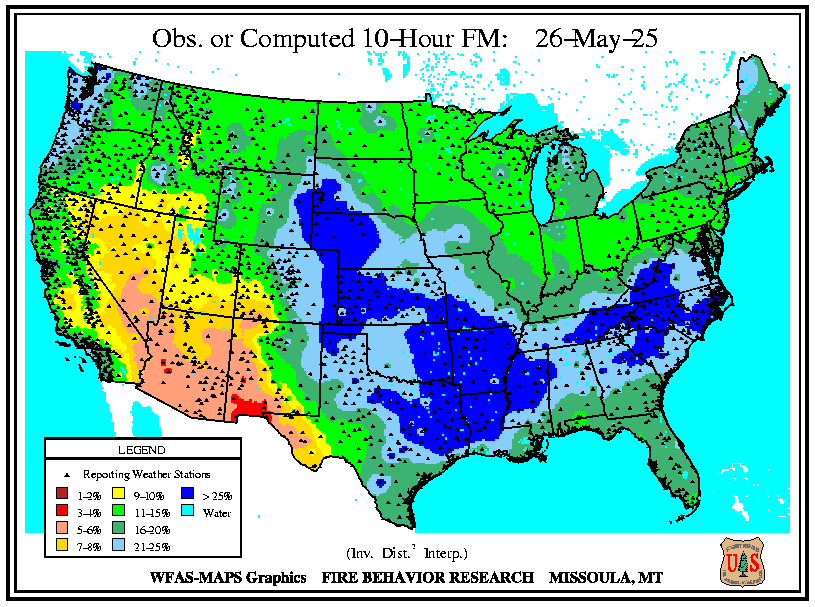 Obs. or Computed 10-Hour FM: 26-May-25
LEGEND
Reporting Weather Stations
1-2% 9-10% > 25%
3-4% 11-15% Water
5-6% 16-20%
7-8% 21-25%
(Inv. Dist.² Interp.)
WFAS-MAPS Graphics FIRE BEHAVIOR RESEARCH MISSOULA, MT
U S